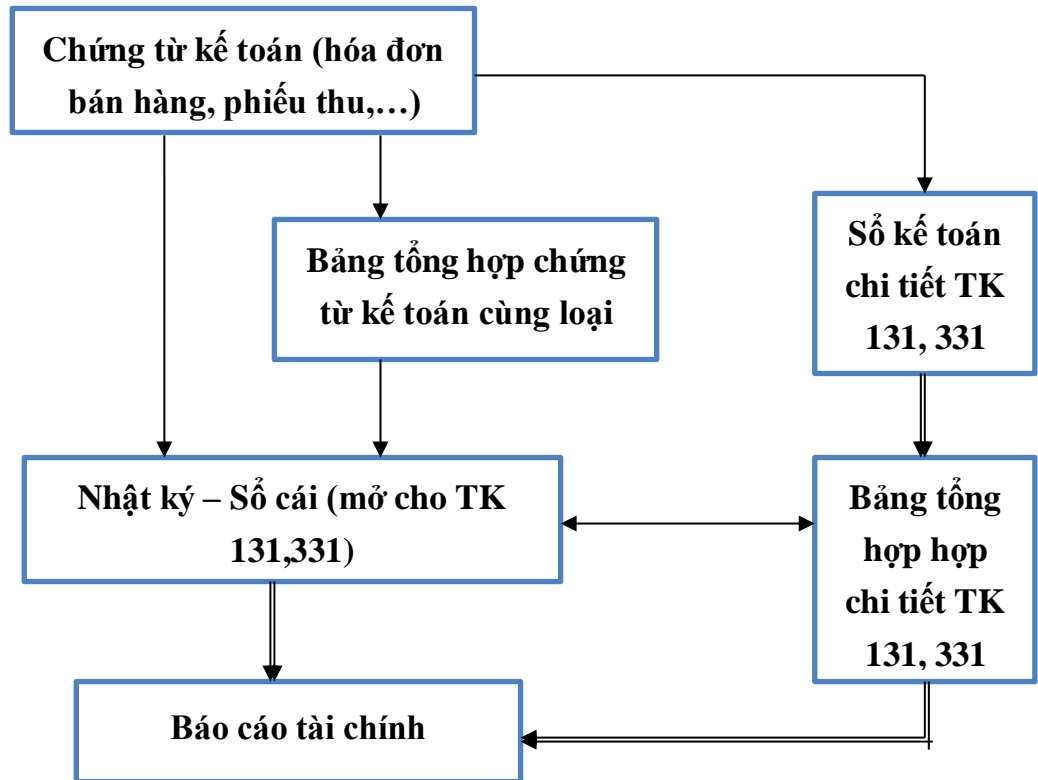 Chứng từ kế toán (hóa đơn
bán hàng, phiếu thu,…)
Sổ kế toán
chi tiết TK
131, 331
Bảng tổng hợp chứng
từ kế toán cùng loại
Nhật ký – Sổ cái (mở cho TK
131,331)
Bảng tổng
hợp hợp
chi tiết TK
131, 331
Báo cáo tài chính